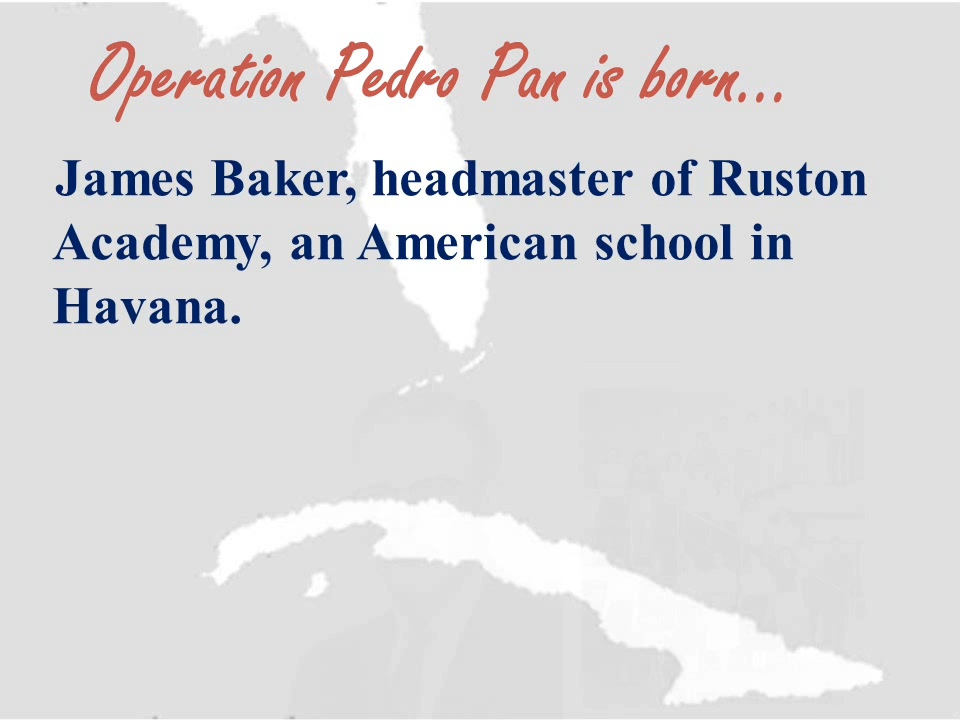 Operation Pedro Pan is born...
James Baker, headmaster of Ruston
Academy, an American school in
Havana.